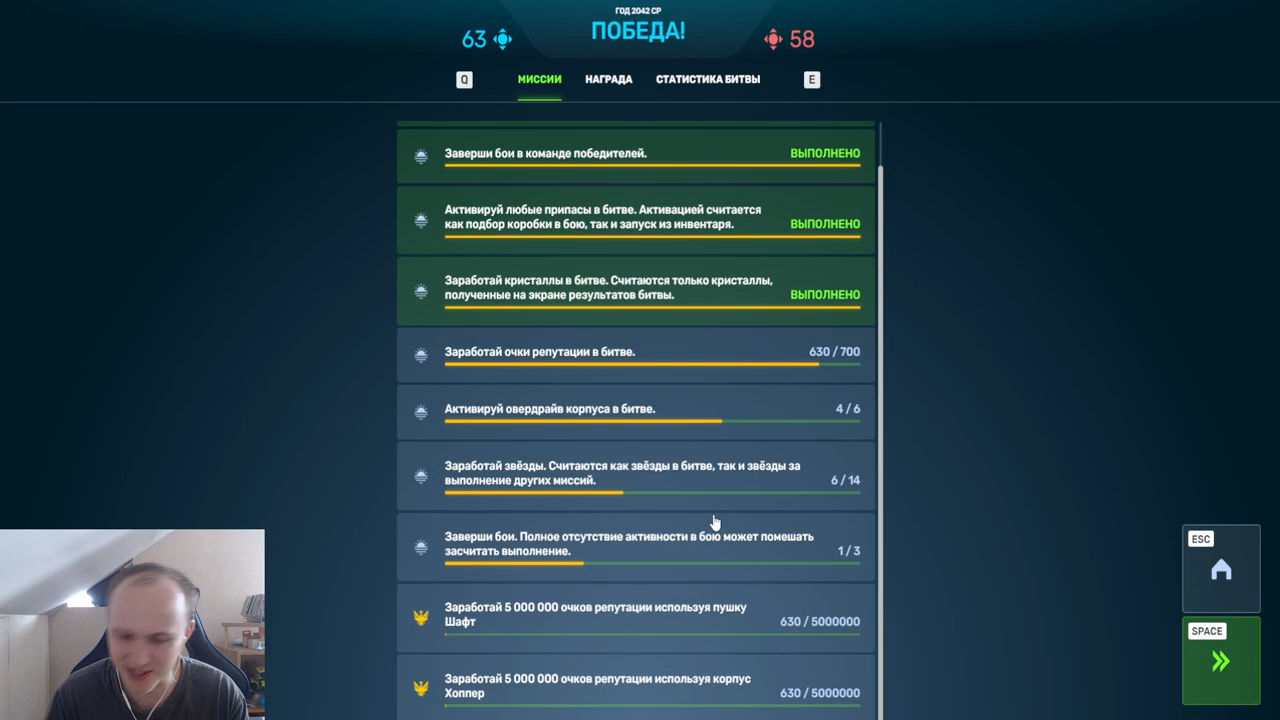 ГОД 2042 СР
63
ПОБЕДА!
58
Q
МИССИИ
НАГРАДА
СТАТИСТИКА БИТВЫ
E
Заверши бои в команде победителей.
ВЫПОЛНЕНО
Активируй любые припасы в битве. Активацией считается
как подбор коробки в бою, так и запуск из инвентаря.
ВЫПОЛНЕНО
Заработай кристаллы в битве. Считаются только кристаллы,
полученные на экране результатов битвы.
ВЫПОЛНЕНО
Заработай очки репутации в битве.
630 / 700
Активируй овердрайв корпуса в битве.
4 / 6
Заработай звёзды. Считаются как звёзды в битве, так и звёзды за
выполнение других миссий.
6 / 14
Заверши бои. Полное отсутствие активности в бою может помешать
засчитать выполнение.
1 / 3
Заработай 5 000 000 очков репутации используя пушку
Шафт
630 / 5000000
Заработай 5 000 000 очков репутации используя корпус
Хоппер
630 / 5000000
ESC
SPACE